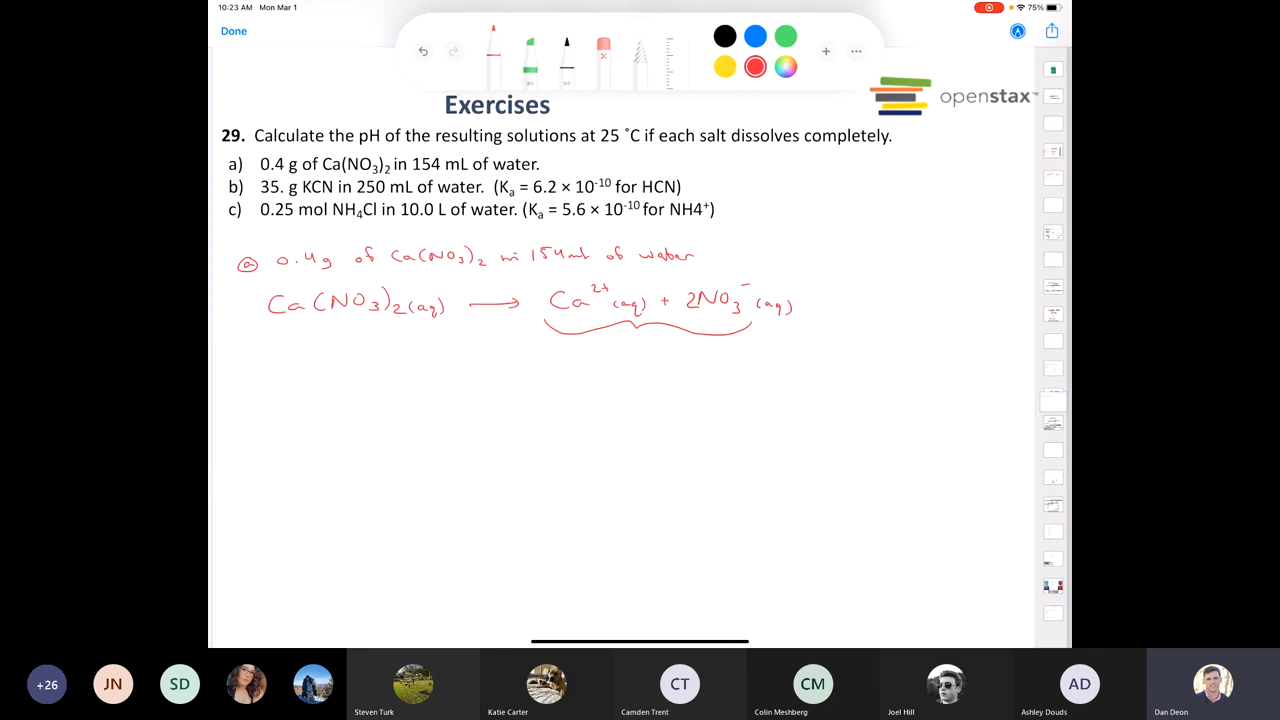 10:23 AM Mon Mar 1
75%
Done
Exercises
openstax™
29. Calculate the pH of the resulting solutions at 25 ˚C if each salt dissolves completely.
a) 0.4 g of Ca(NO₃)₂ in 154 mL of water.
b) 35. g KCN in 250 mL of water. (Kₐ = 6.2 × 10⁻¹⁰ for HCN)
c) 0.25 mol NH₄Cl in 10.0 L of water. (Kₐ = 5.6 × 10⁻¹⁰ for NH4⁺)
ⓐ 0.4g of Ca(NO₃)₂ in 154mL of water
Ca(NO₃)₂(aq) ⟶ Ca²⁺(aq) + 2NO₃⁻(aq)
+26 JN SD CT CM AD
Steven Turk Katie Carter Camden Trent Colin Meshberg Joel Hill Ashley Douds Dan Deon